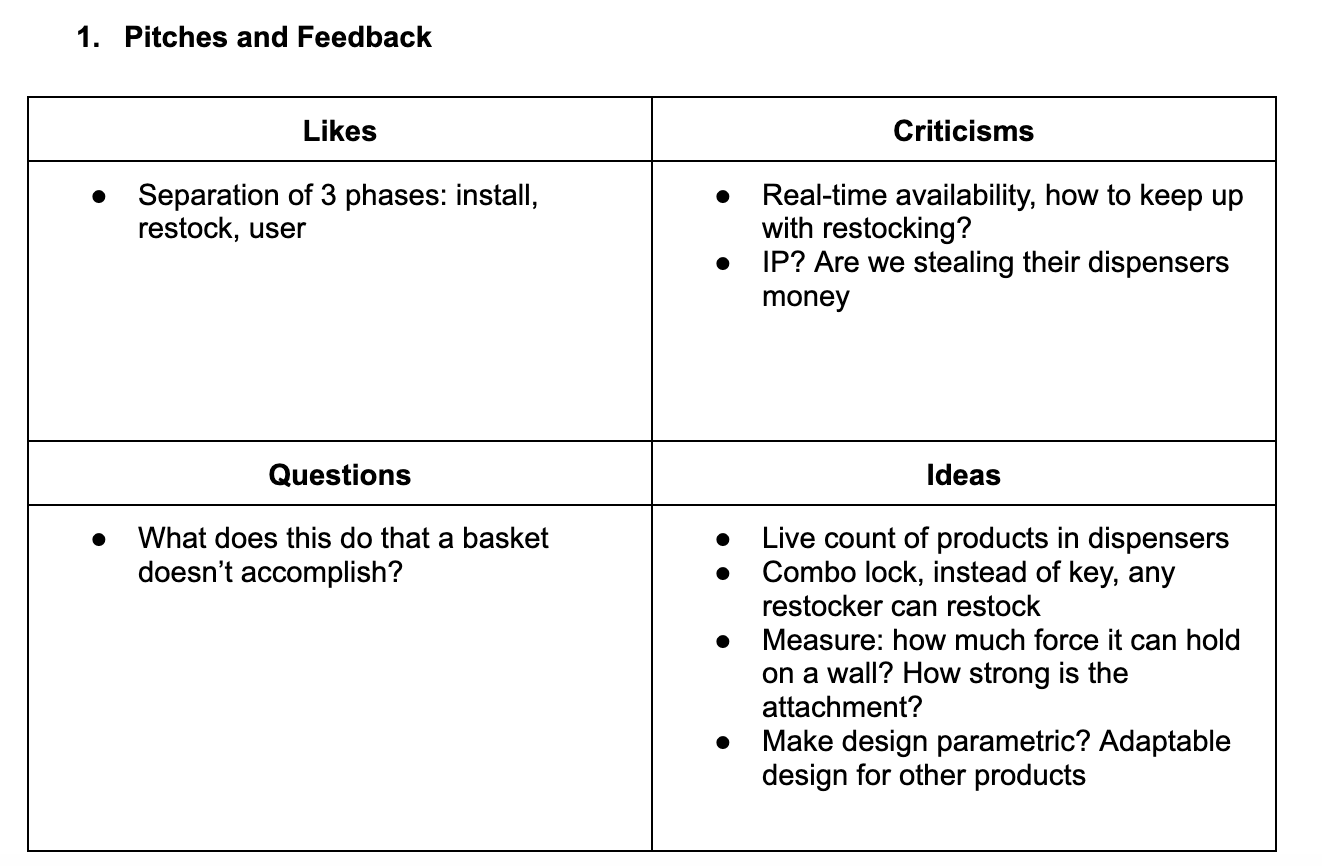 1. Pitches and Feedback
Likes
● Separation of 3 phases: install,
restock, user
Criticisms
● Real-time availability, how to keep up
with restocking?
● IP? Are we stealing their dispensers
money
Questions
● What does this do that a basket
doesn’t accomplish?
Ideas
● Live count of products in dispensers
● Combo lock, instead of key, any
restocker can restock
● Measure: how much force it can hold
on a wall? How strong is the
attachment?
● Make design parametric? Adaptable
design for other products